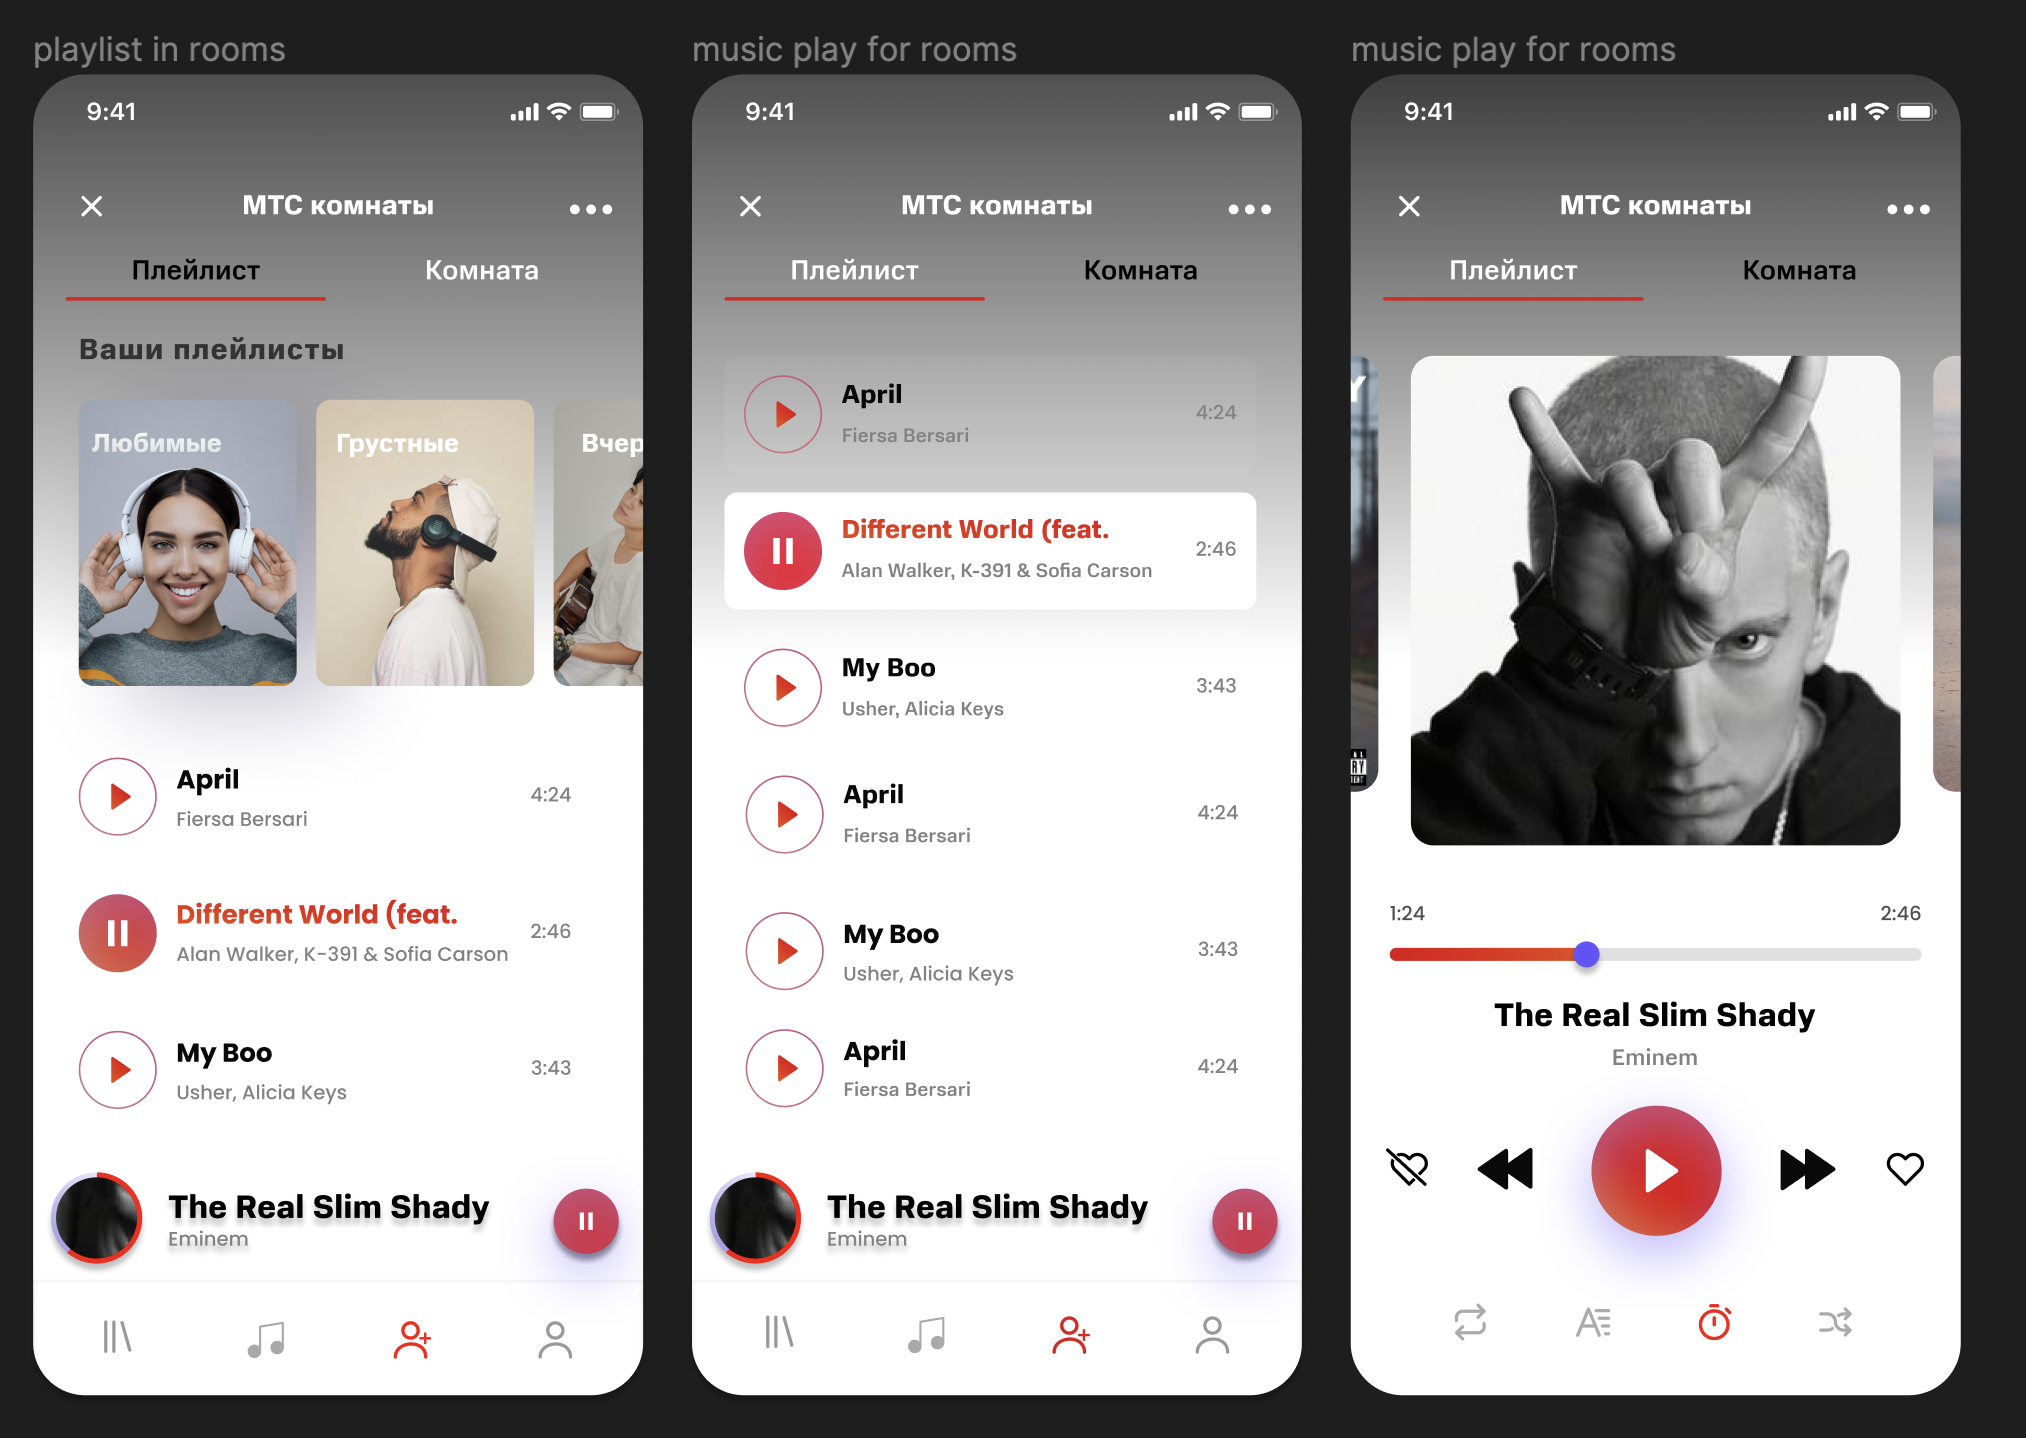 playlist in rooms
9:41
МТС комнаты
Плейлист
Комната
Ваши плейлисты
Любимые
Грустные
Вчер
April
Fiersa Bersari
4:24
Different World (feat.
Alan Walker, K-391 & Sofia Carson
2:46
My Boo
Usher, Alicia Keys
3:43
The Real Slim Shady
Eminem
music play for rooms
9:41
МТС комнаты
Плейлист
Комната
April
Fiersa Bersari
4:24
Different World (feat.
Alan Walker, K-391 & Sofia Carson
2:46
My Boo
Usher, Alicia Keys
3:43
April
Fiersa Bersari
4:24
My Boo
Usher, Alicia Keys
3:43
April
Fiersa Bersari
4:24
The Real Slim Shady
Eminem
music play for rooms
9:41
МТС комнаты
Плейлист
Комната
1:24
2:46
The Real Slim Shady
Eminem